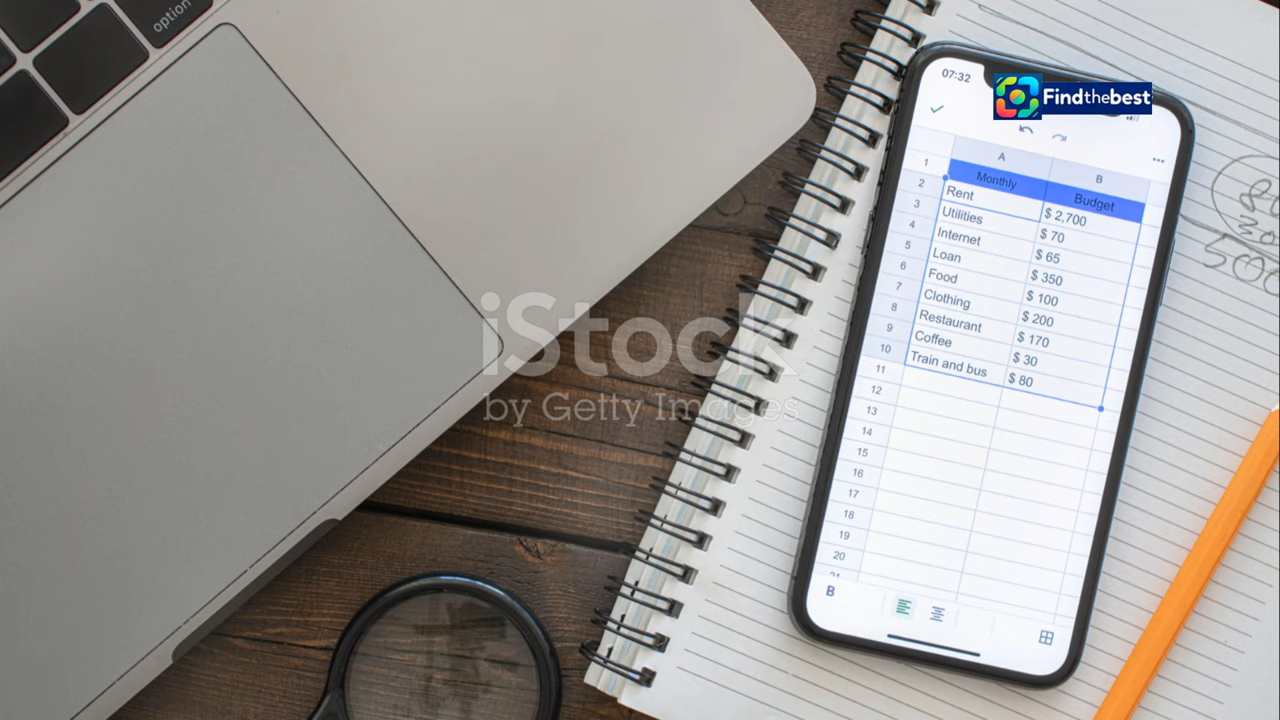 option
07:32
Findthebest
A B
1 Monthly Budget
2 Rent $ 2,700
3 Utilities $ 70
4 Internet $ 65
5 Loan $ 350
6 Food $ 100
7 Clothing $ 200
8 Restaurant $ 170
9 Coffee $ 30
10 Train and bus $ 80
11
12
13
14
15
16
17
18
19
20
B
iStock
by Getty Images
500